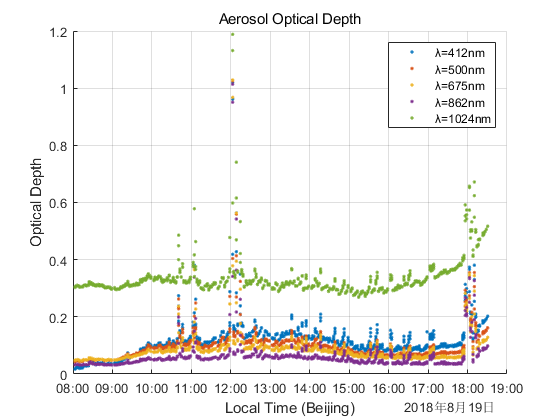 Aerosol Optical Depth
Optical Depth
1.2
1
0.8
0.6
0.4
0.2
0
λ=412nm
λ=500nm
λ=675nm
λ=862nm
λ=1024nm
08:00 09:00 10:00 11:00 12:00 13:00 14:00 15:00 16:00 17:00 18:00 19:00
Local Time (Beijing)
2018年8月19日